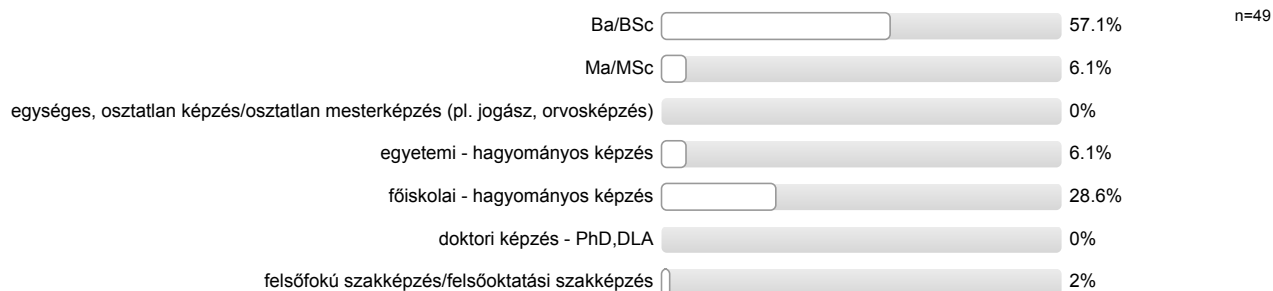 Ba/BSc 57.1% n=49
Ma/MSc 6.1%
egységes, osztatlan képzés/osztatlan mesterképzés (pl. jogász, orvosképzés) 0%
egyetemi - hagyományos képzés 6.1%
főiskolai - hagyományos képzés 28.6%
doktori képzés - PhD,DLA 0%
felsőfokú szakképzés/felsőoktatási szakképzés 2%